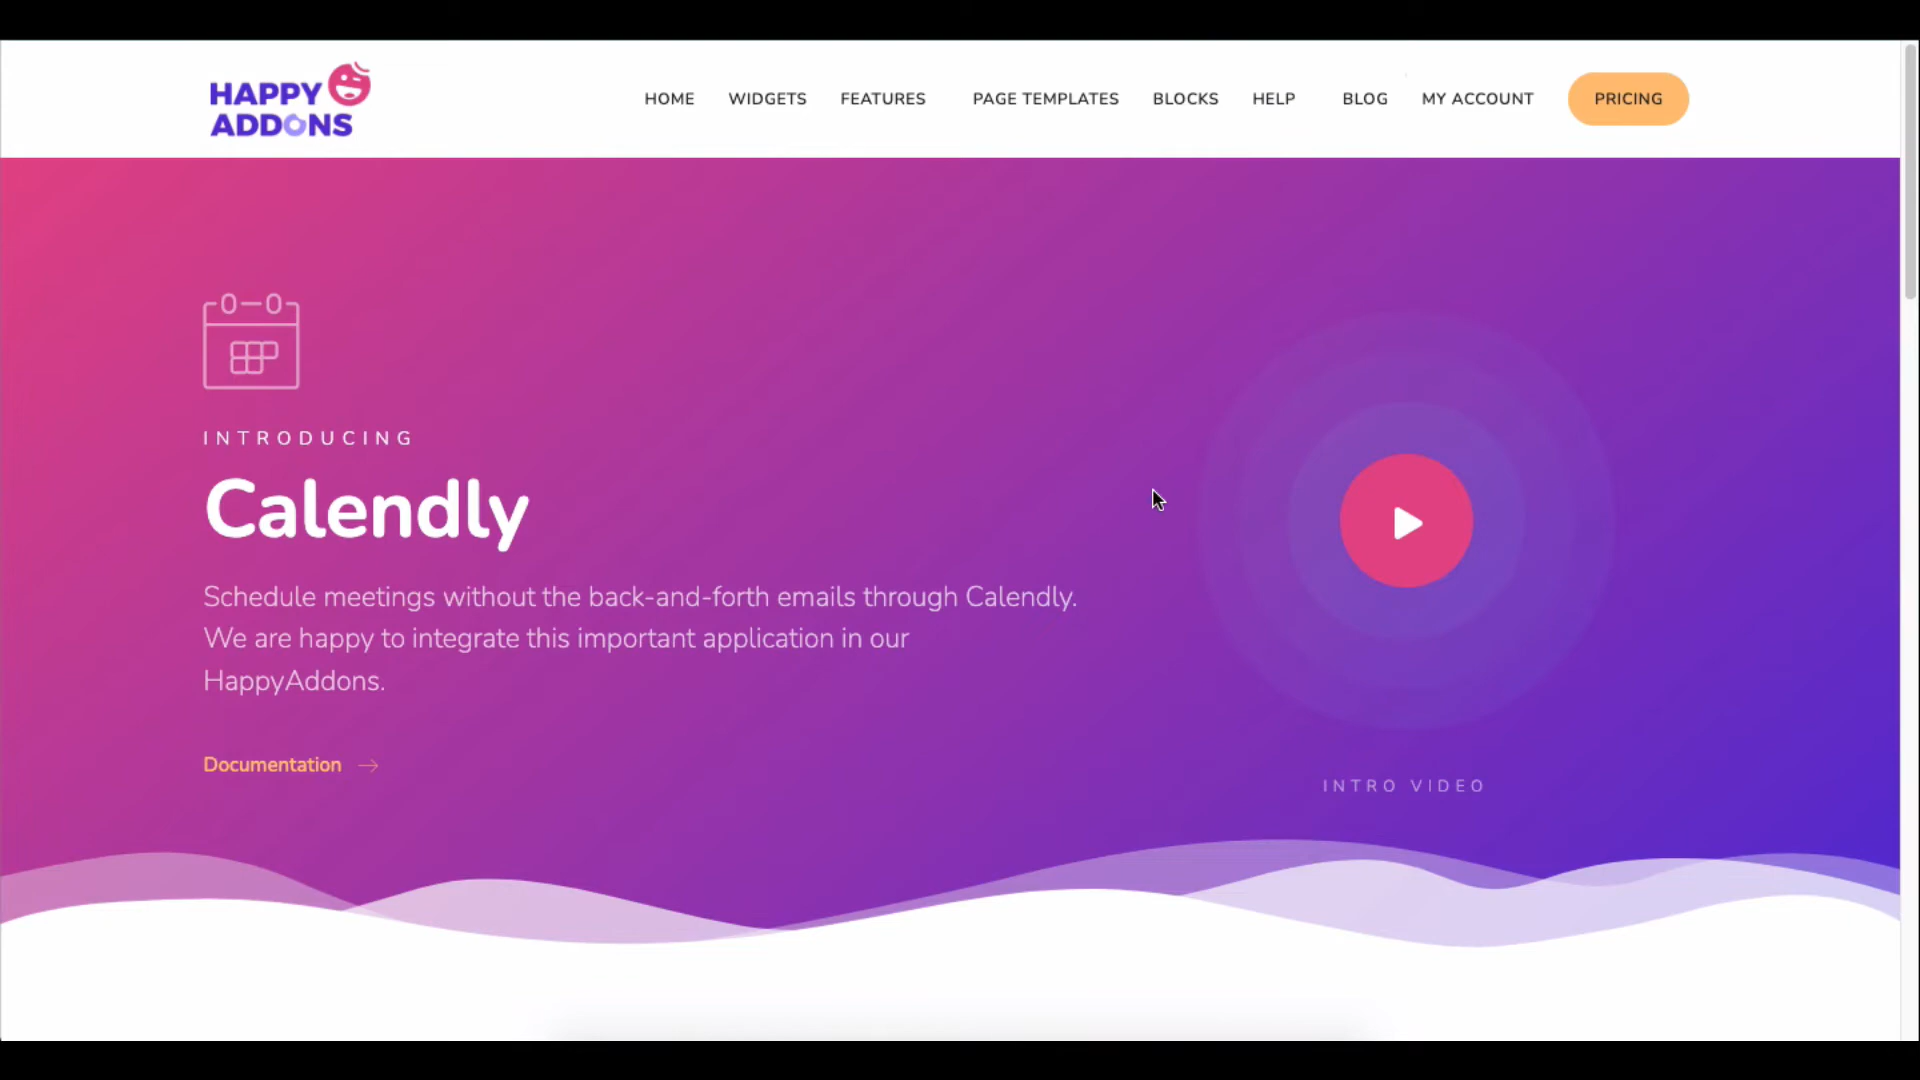 HAPPY
ADDONS
HOME WIDGETS FEATURES PAGE TEMPLATES BLOCKS HELP BLOG MY ACCOUNT PRICING
INTRODUCING
Calendly
Schedule meetings without the back-and-forth emails through Calendly.
We are happy to integrate this important application in our
HappyAddons.
Documentation
INTRO VIDEO